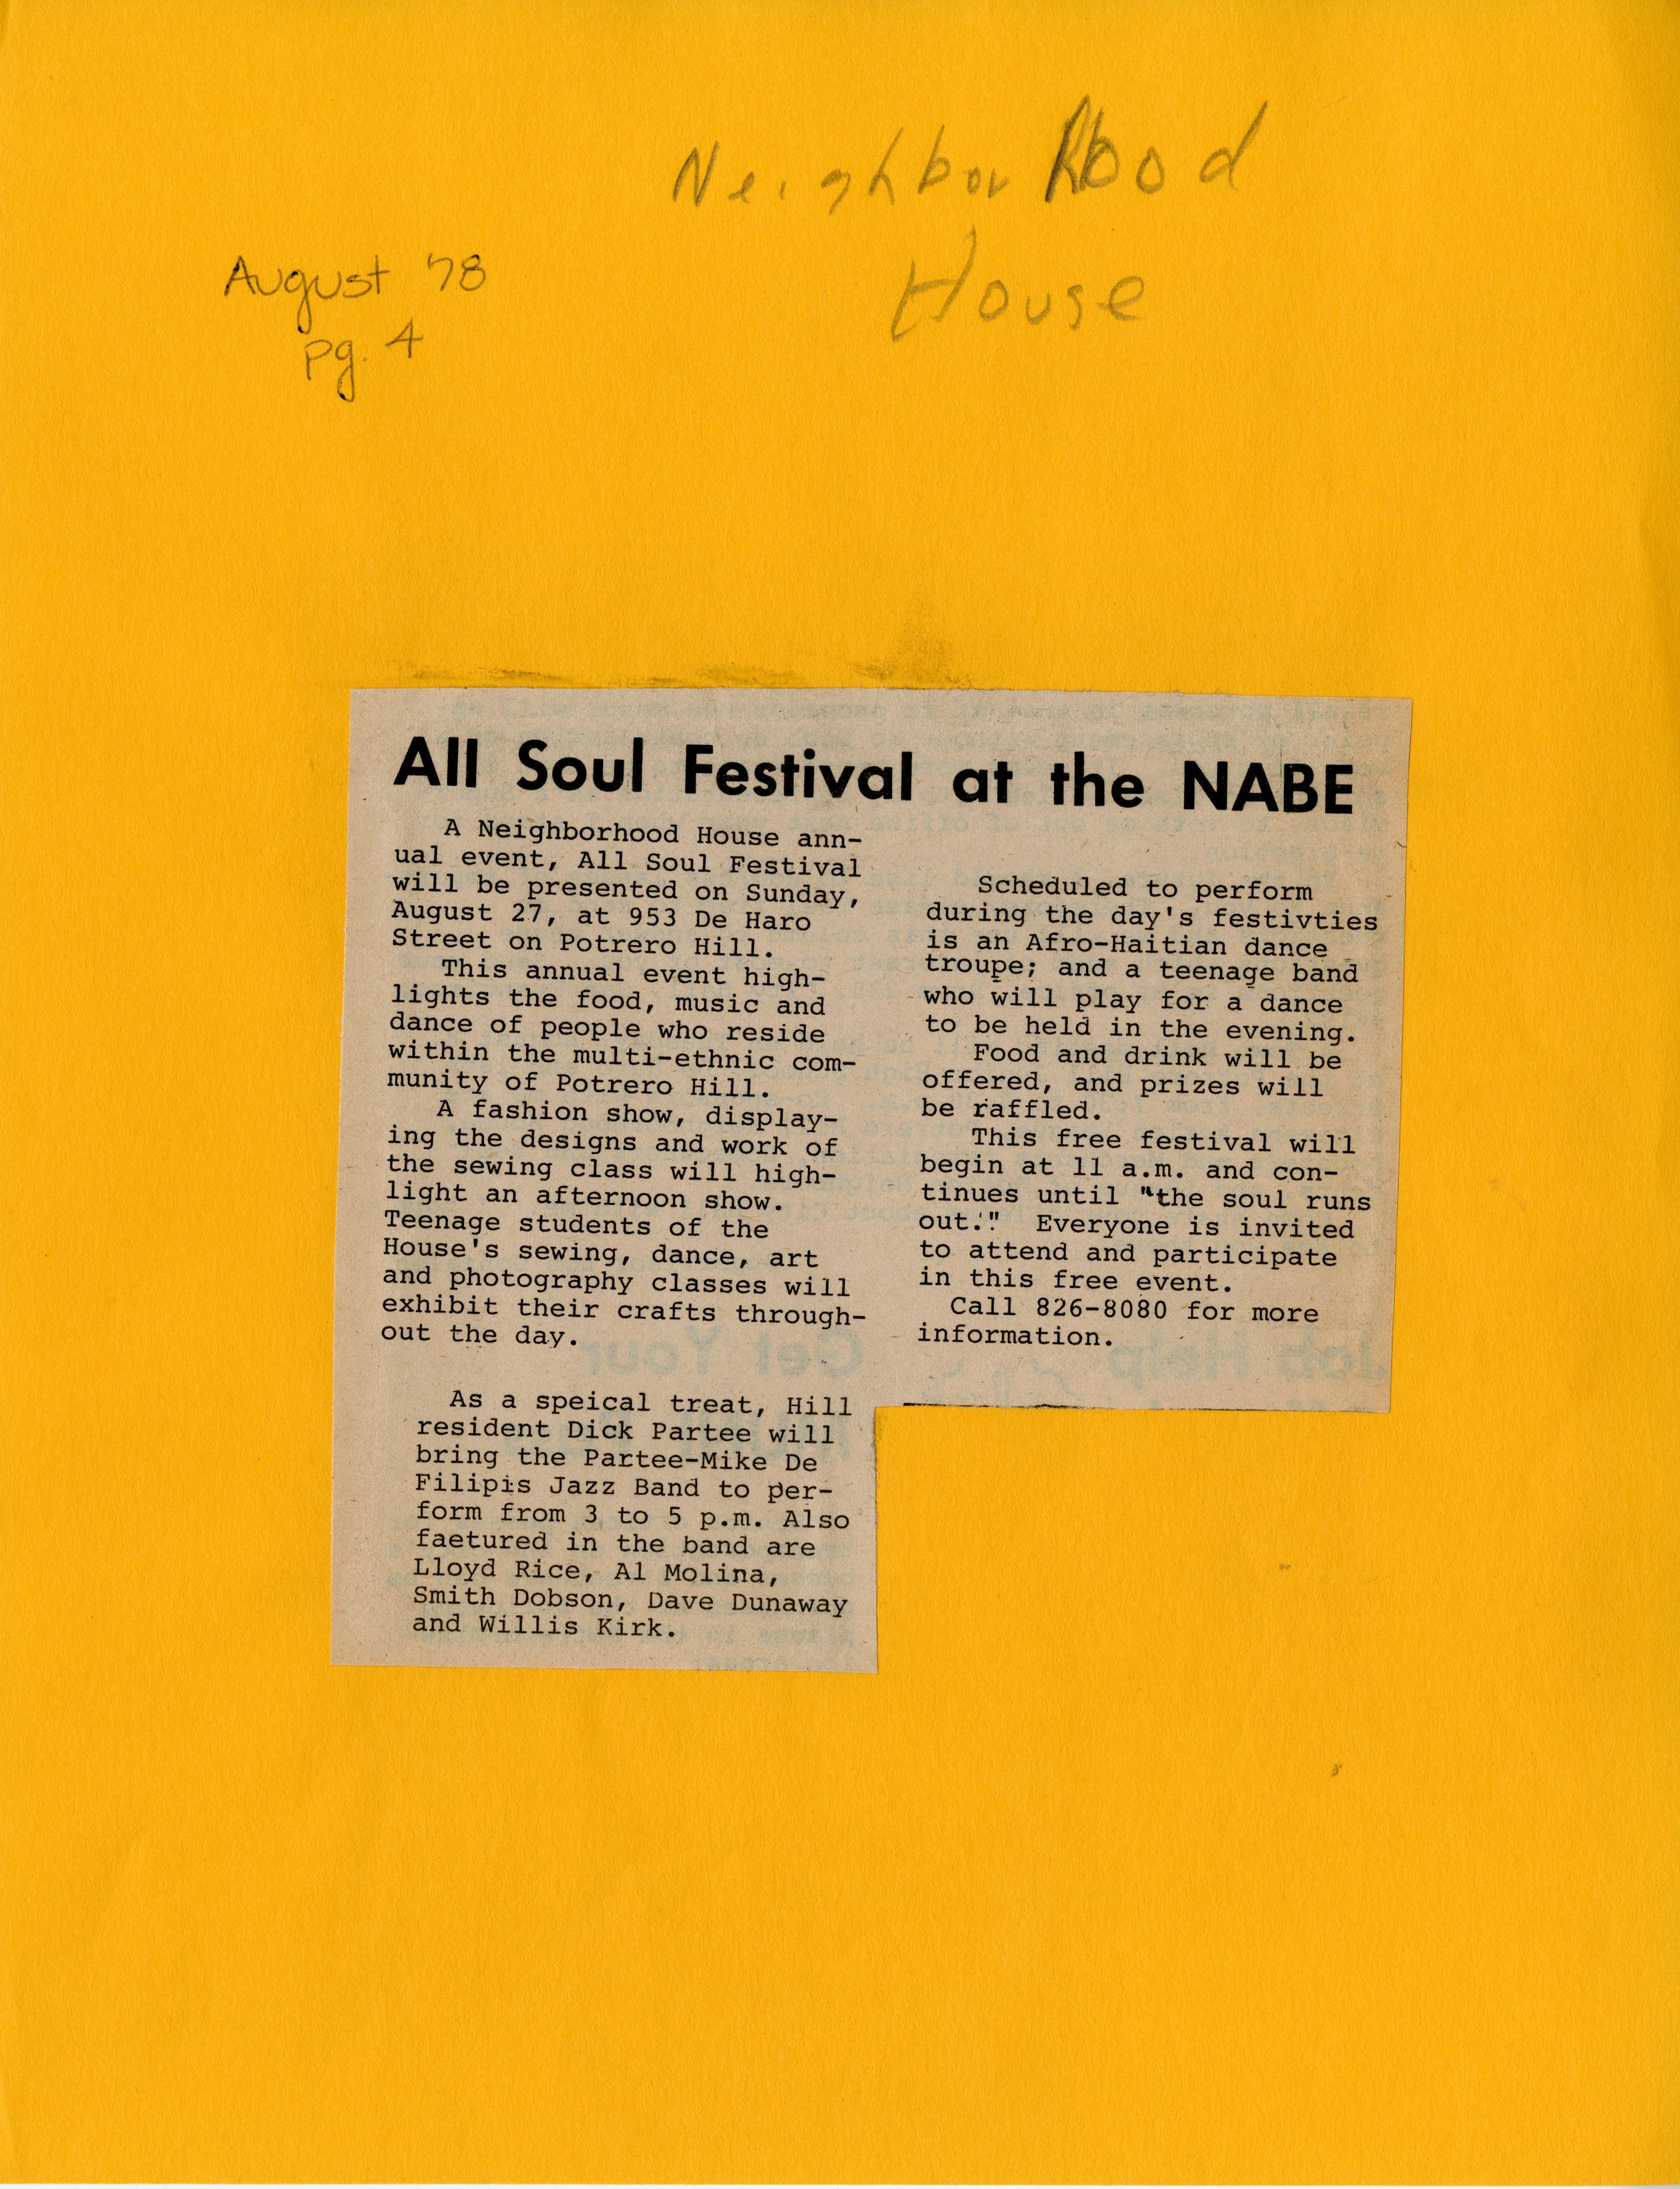 Neighborhood
House
August '78
pg. 4
All Soul Festival at the NABE
A Neighborhood House ann-
ual event, All Soul Festival
will be presented on Sunday,
August 27, at 953 De Haro
Street on Potrero Hill.
This annual event high-
lights the food, music and
dance of people who reside
within the multi-ethnic com-
munity of Potrero Hill.
A fashion show, display-
ing the designs and work of
the sewing class will high-
light an afternoon show.
Teenage students of the
House's sewing, dance, art
and photography classes will
exhibit their crafts through-
out the day.
As a speical treat, Hill
resident Dick Partee will
bring the Partee-Mike De
Filipis Jazz Band to per-
form from 3 to 5 p.m. Also
faetured in the band are
Lloyd Rice, Al Molina,
Smith Dobson, Dave Dunaway
and Willis Kirk.
Scheduled to perform
during the day's festivties
is an Afro-Haitian dance
troupe; and a teenage band
who will play for a dance
to be held in the evening.
Food and drink will be
offered, and prizes will
be raffled.
This free festival will
begin at 11 a.m. and con-
tinues until "the soul runs
out." Everyone is invited
to attend and participate
in this free event.
Call 826-8080 for more
information.